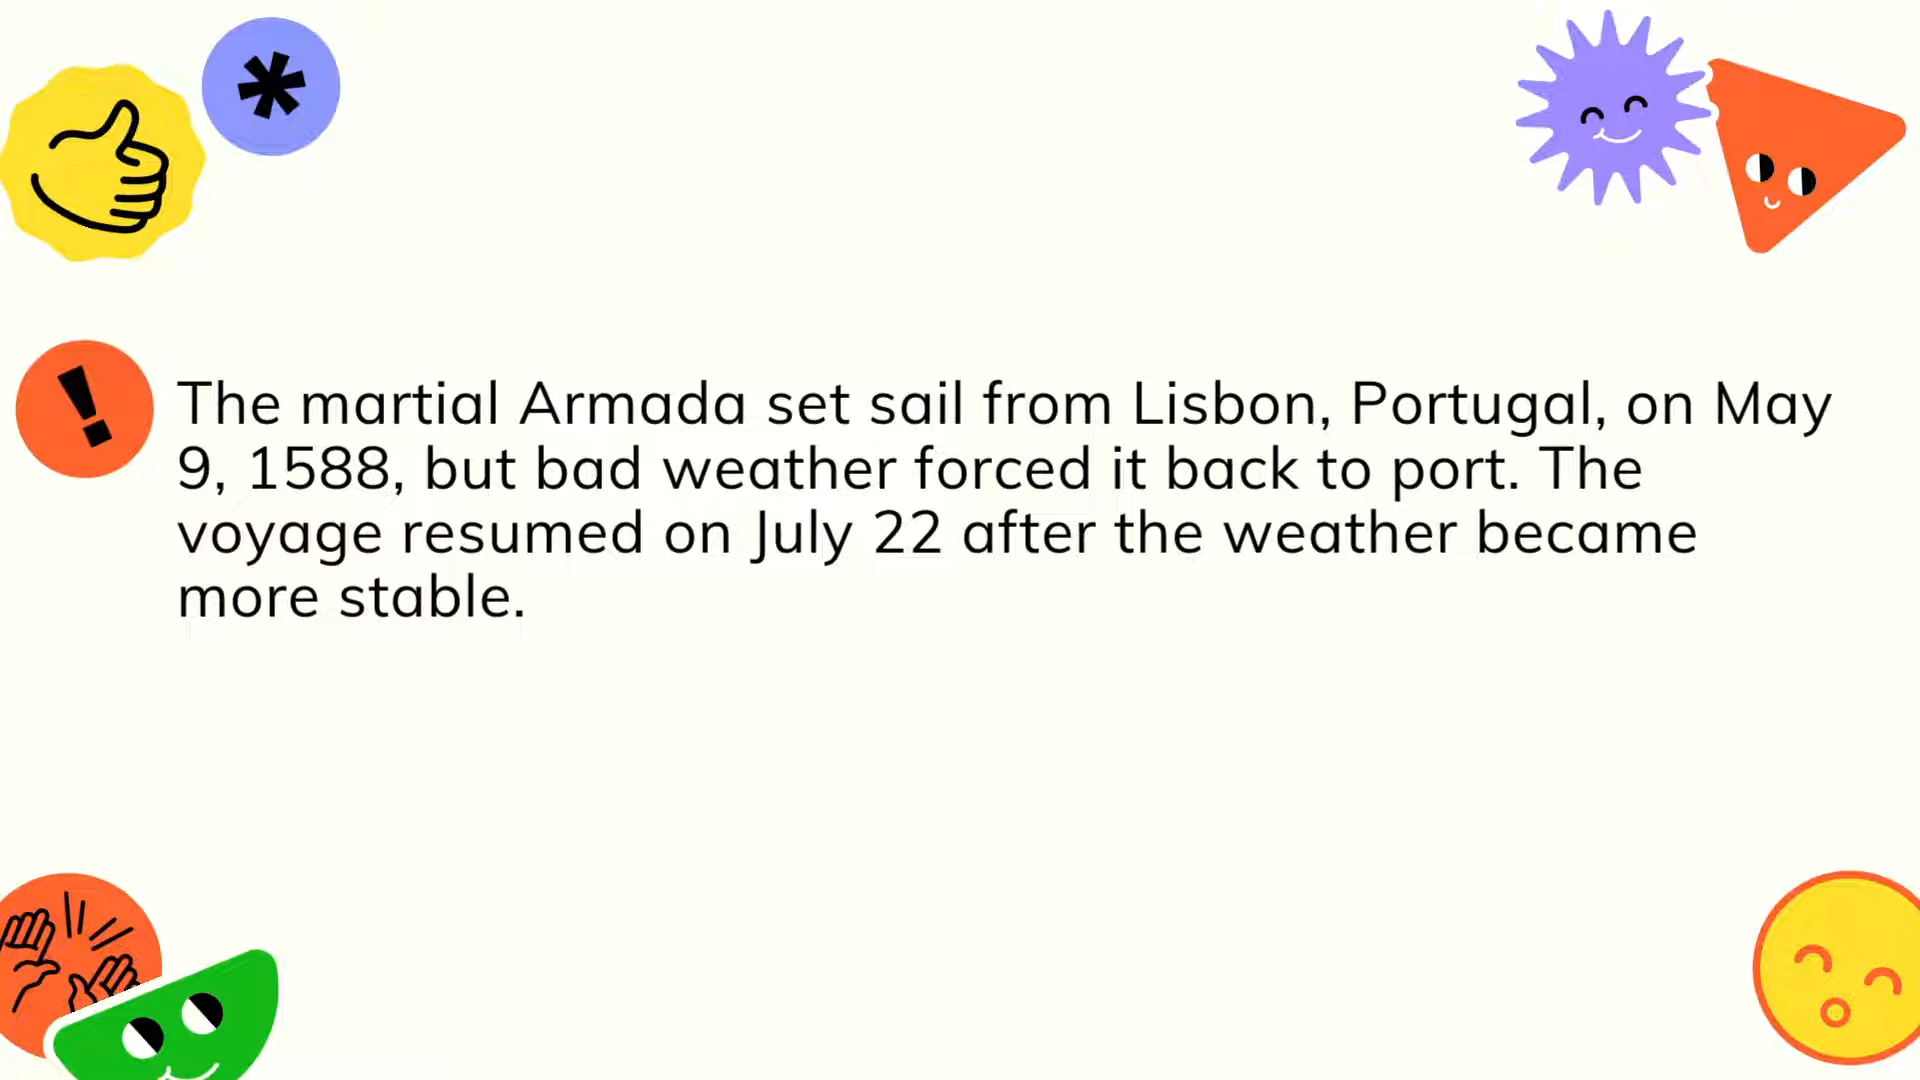 The martial Armada set sail from Lisbon, Portugal, on May
9, 1588, but bad weather forced it back to port. The
voyage resumed on July 22 after the weather became
more stable.